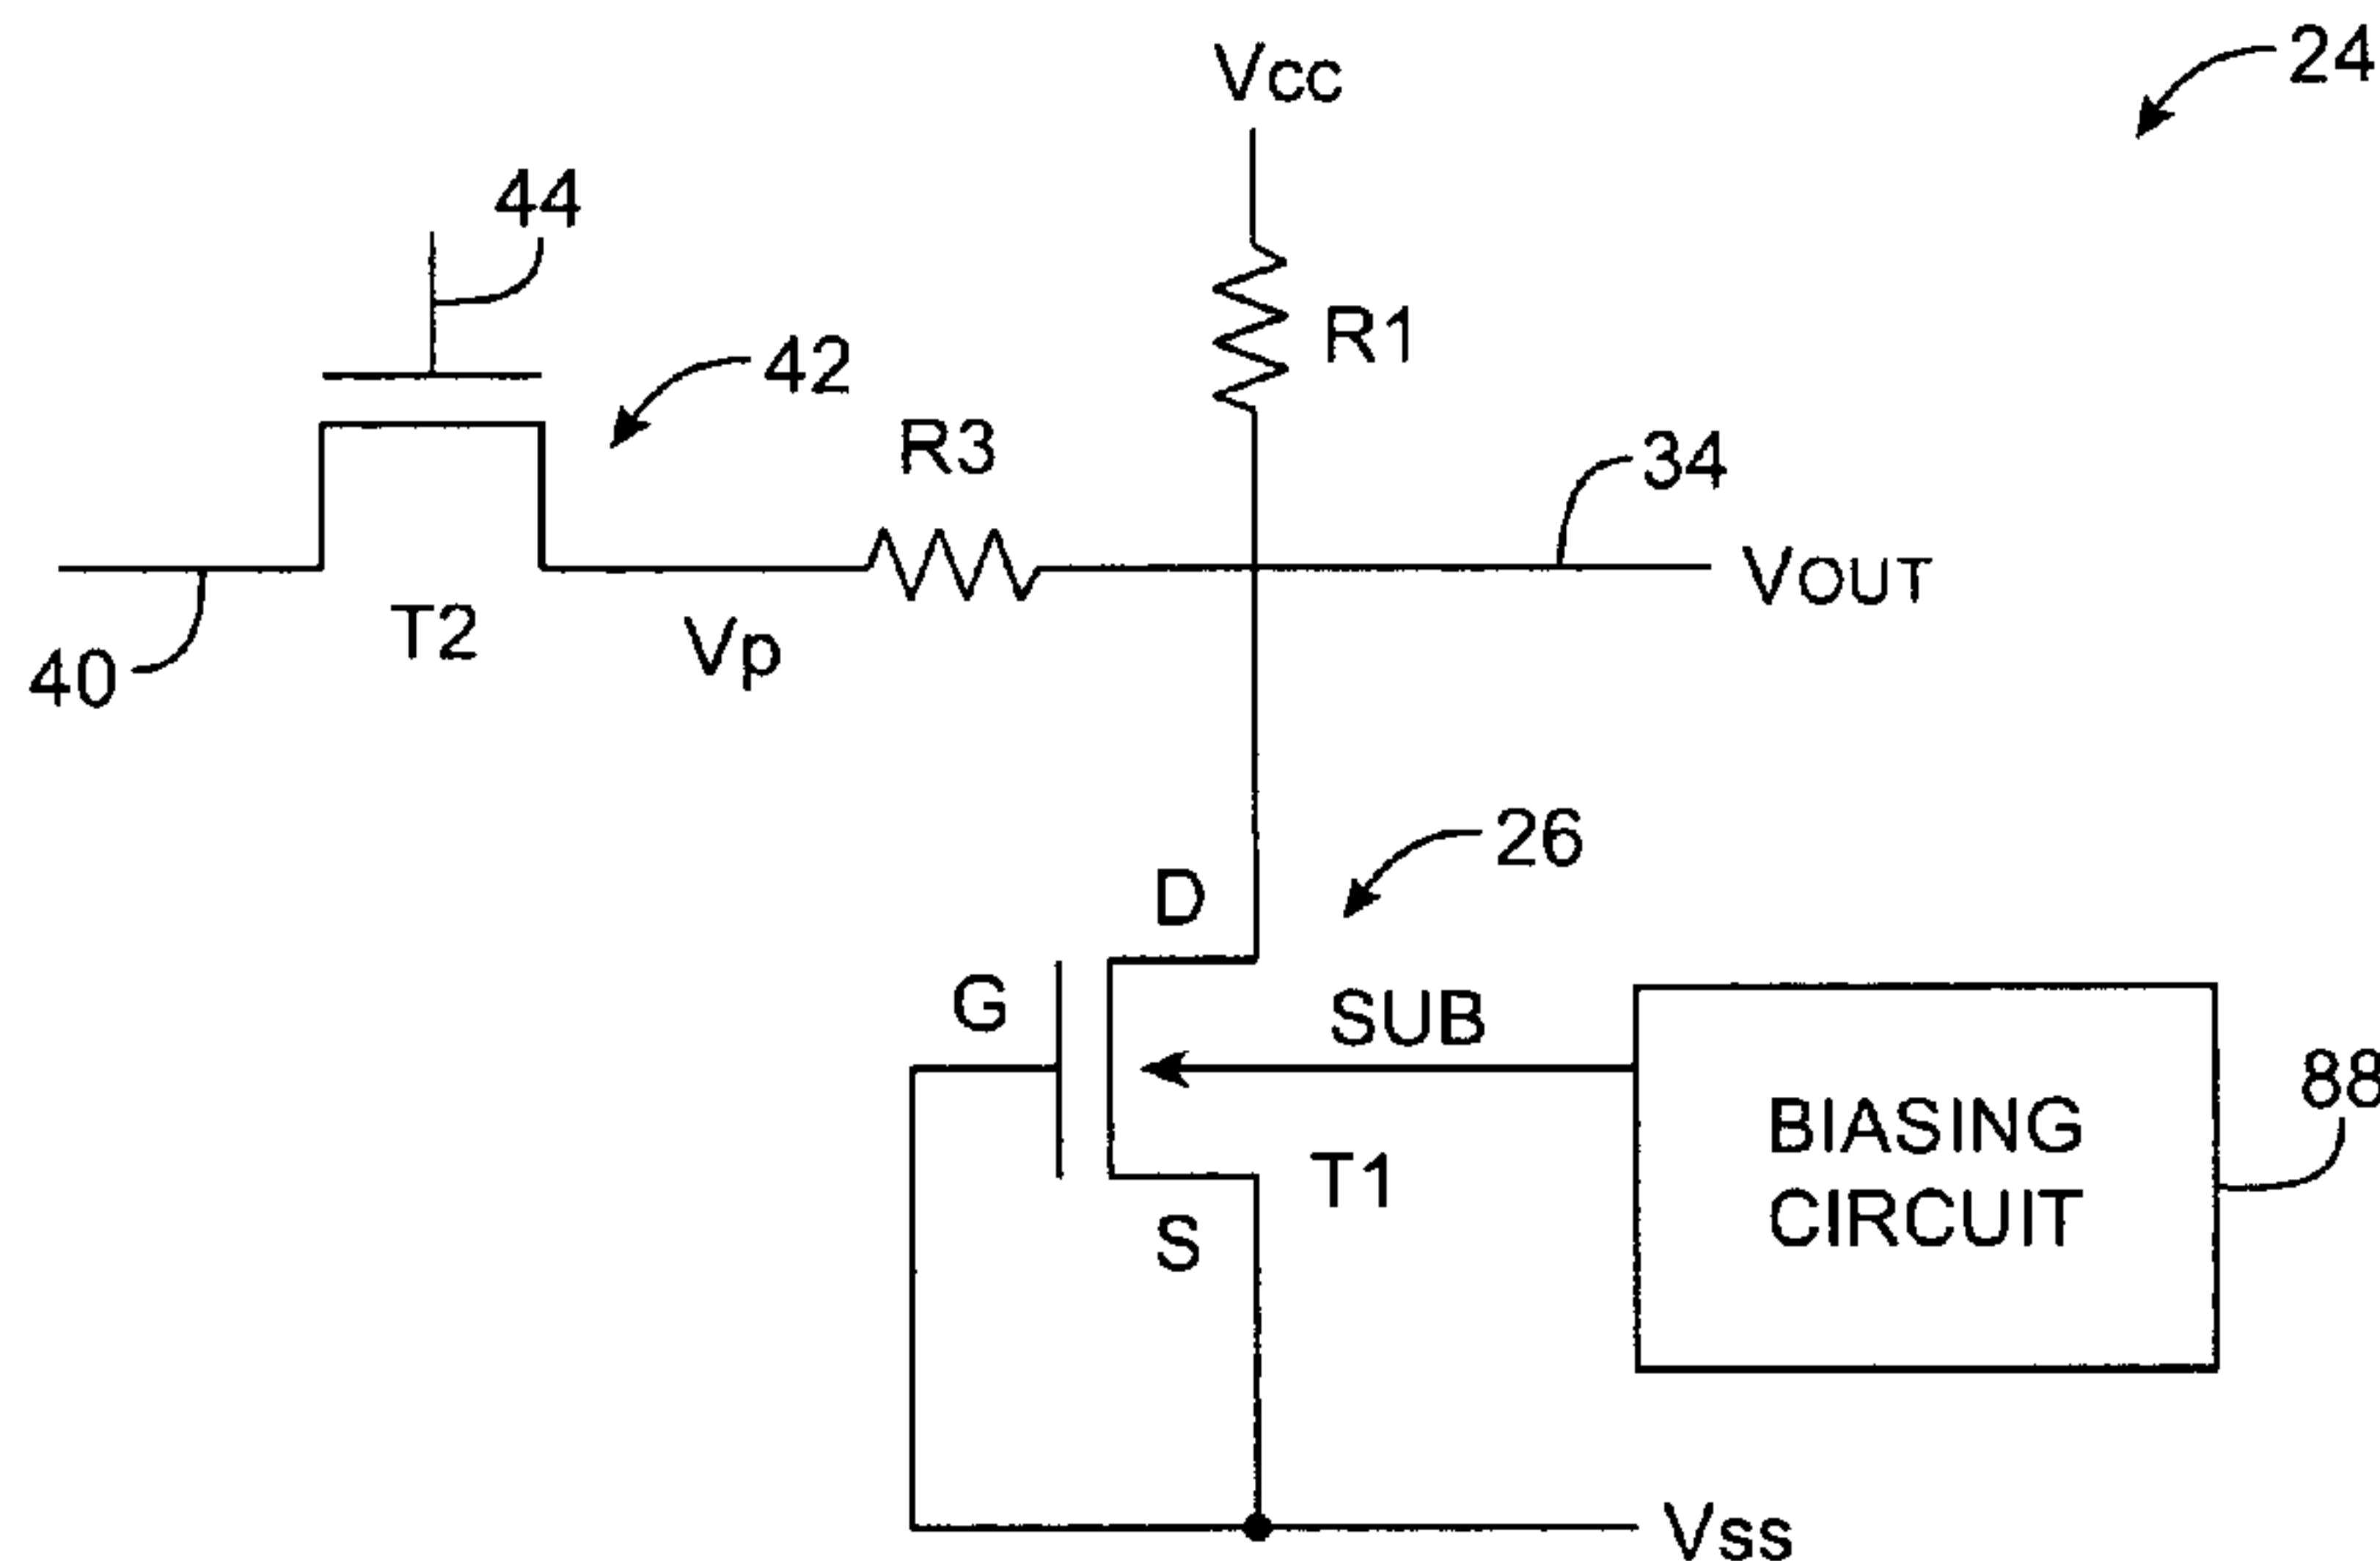 24
Vcc
44
R1
42
R3
34
VOUT
T2
Vp
40
26
D
G
SUB
88
BIASING
CIRCUIT
T1
S
Vss